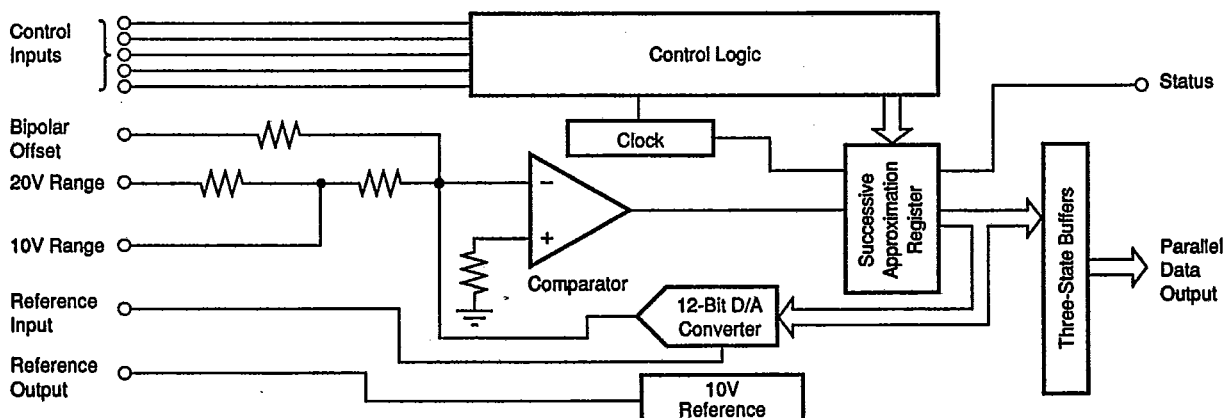 Control
Inputs
Control Logic
Status
Bipolar
Offset
Clock
20V Range
−
10V Range
+
Comparator
Successive
Approximation
Register
Three-State Buffers
Parallel
Data
Output
Reference
Input
12-Bit D/A
Converter
Reference
Output
10V
Reference